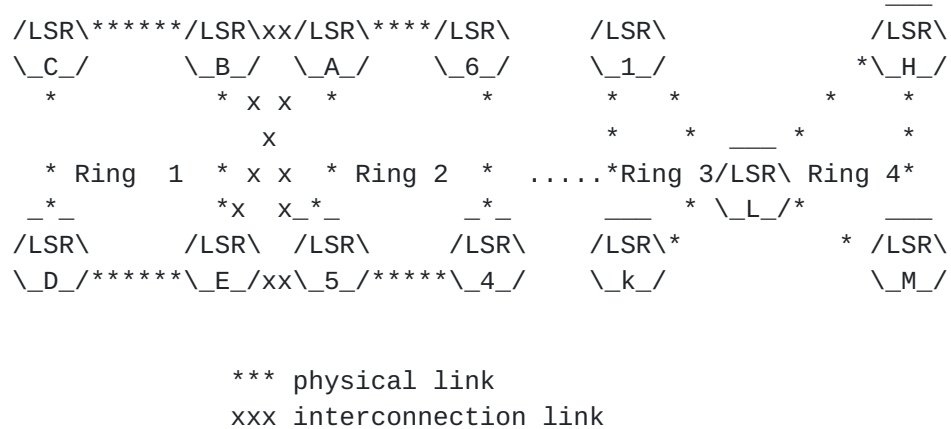 ___
/LSR\******/LSR\xx/LSR\****/LSR\     /LSR\             /LSR\
\_C_/      \_B_/  \_A_/    \_6_/     \_1_/            *\_H_/
  *          * x x  *         *       *   *         *    *
                x                     *    *  ___ *      *
  * Ring  1  * x x  * Ring 2  *  .....*Ring 3/LSR\ Ring 4*
 _*_         *x  x_*_        _*_      ___  * \_L_/*     ___
/LSR\      /LSR\  /LSR\     /LSR\    /LSR\*          * /LSR\
\_D_/******\_E_/xx\_5_/*****\_4_/    \_k_/             \_M_/
*** physical link
xxx interconnection link